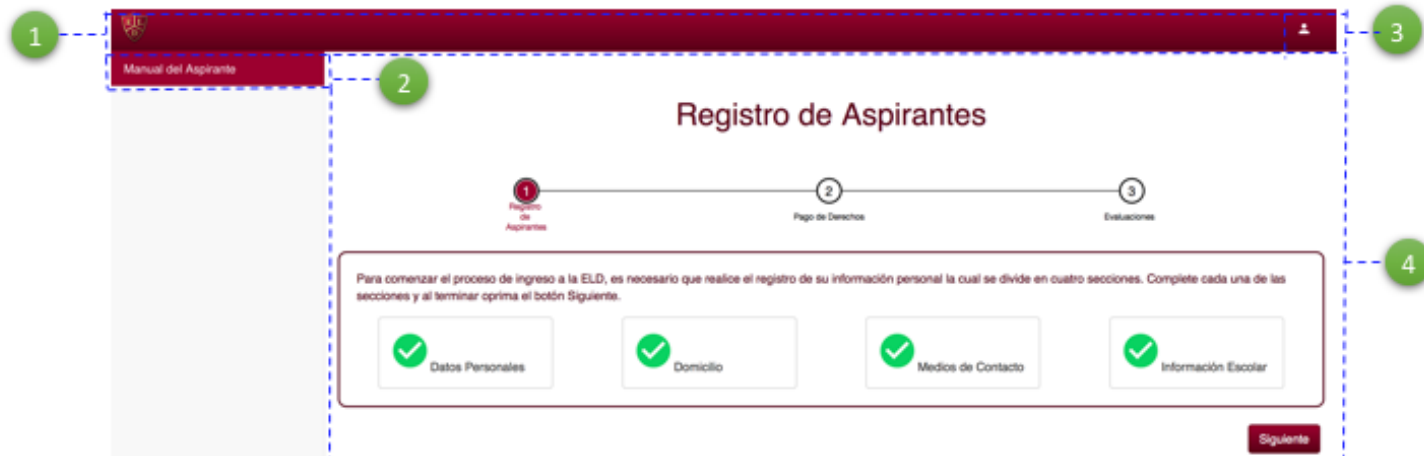 1
3
Manual del Aspirante
2
Registro de Aspirantes
1
2
3
Registro
de
Aspirantes
Pago de Derechos
Evaluaciones
4
Para comenzar el proceso de ingreso a la ELD, es necesario que realice el registro de su información personal la cual se divide en cuatro secciones. Complete cada una de las
secciones y al terminar oprima el botón Siguiente.
Datos Personales
Domicilio
Medios de Contacto
Información Escolar
Siguiente